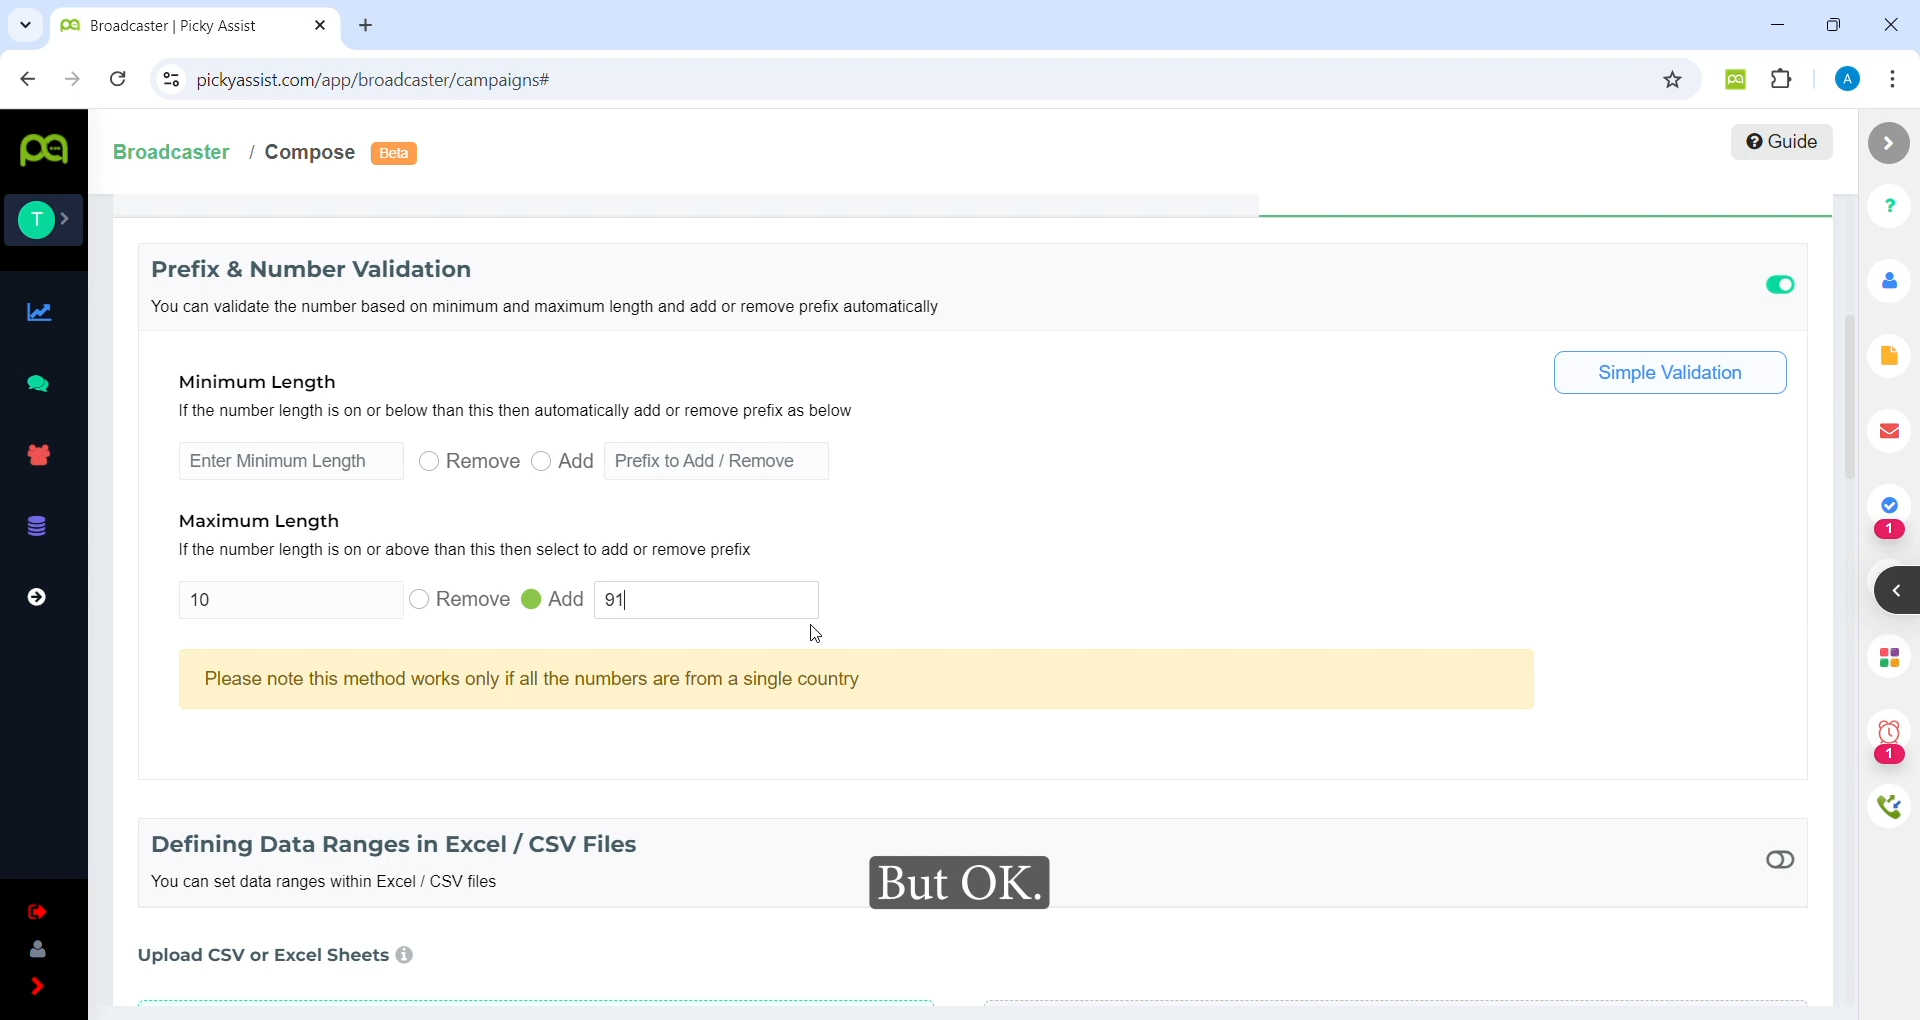 Broadcaster | Picky Assist
pickyassist.com/app/broadcaster/campaigns#
pa
A
pa
Broadcaster / Compose Beta
Guide
T
Prefix & Number Validation
You can validate the number based on minimum and maximum length and add or remove prefix automatically
Simple Validation
Minimum Length
If the number length is on or below than this then automatically add or remove prefix as below
Enter Minimum Length Remove Add Prefix to Add / Remove
Maximum Length
If the number length is on or above than this then select to add or remove prefix
10 Remove Add 91
Please note this method works only if all the numbers are from a single country
1
1
Defining Data Ranges in Excel / CSV Files
You can set data ranges within Excel / CSV files
But OK.
Upload CSV or Excel Sheets